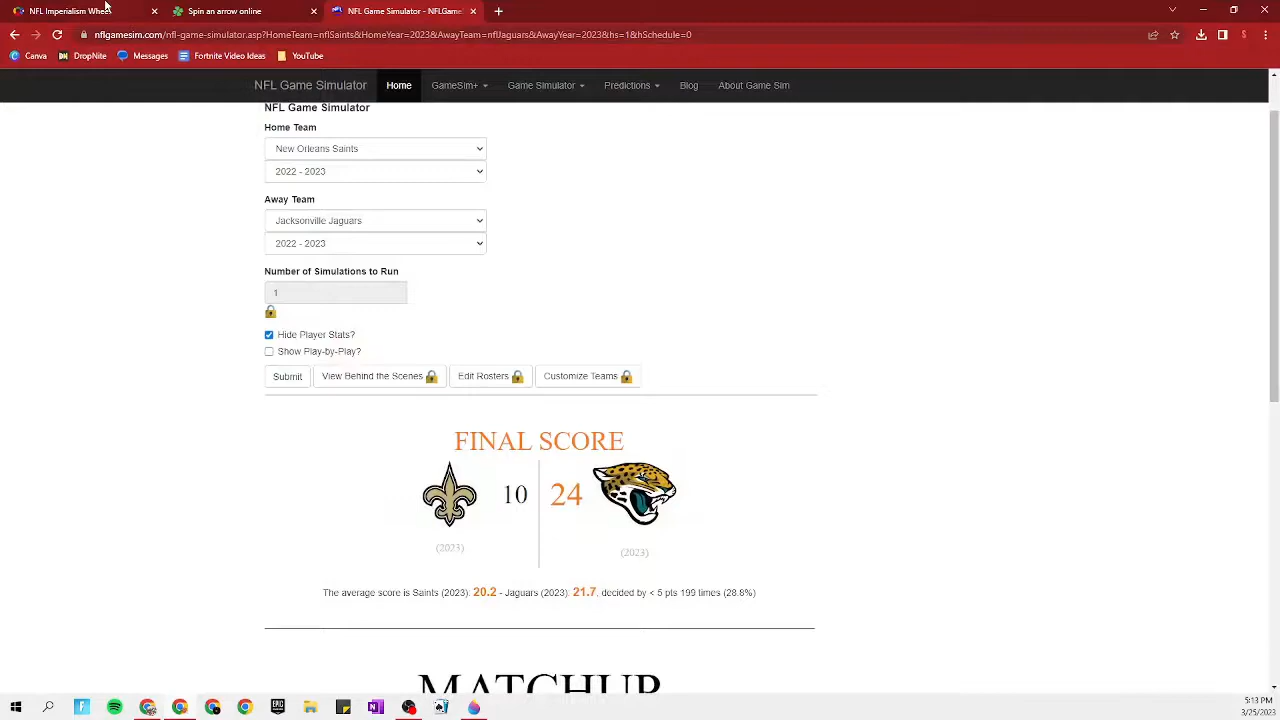 NFL Imperialism Whee
Spin an arrow online
NFL Game Simulator - NFLGame
nflgamesim.com/nfl-game-simulator.asp?HomeTeam=nflSaints&HomeYear=2023&AwayTeam=nflJaguars&AwayYear=2023&hs=1&hSchedule=0
Canva DropNite Messages Fortnite Video Ideas YouTube
NFL Game Simulator Home GameSim+ Game Simulator Predictions Blog About Game Sim
NFL Game Simulator
Home Team
New Orleans Saints
2022 - 2023
Away Team
Jacksonville Jaguars
2022 - 2023
Number of Simulations to Run
1
Hide Player Stats?
Show Play-by-Play?
Submit View Behind the Scenes Edit Rosters Customize Teams
FINAL SCORE
10 24
(2023) (2023)
The average score is Saints (2023): 20.2 - Jaguars (2023): 21.7, decided by < 5 pts 199 times (28.8%)
MATCHUP
5:13 PM
3/25/2023